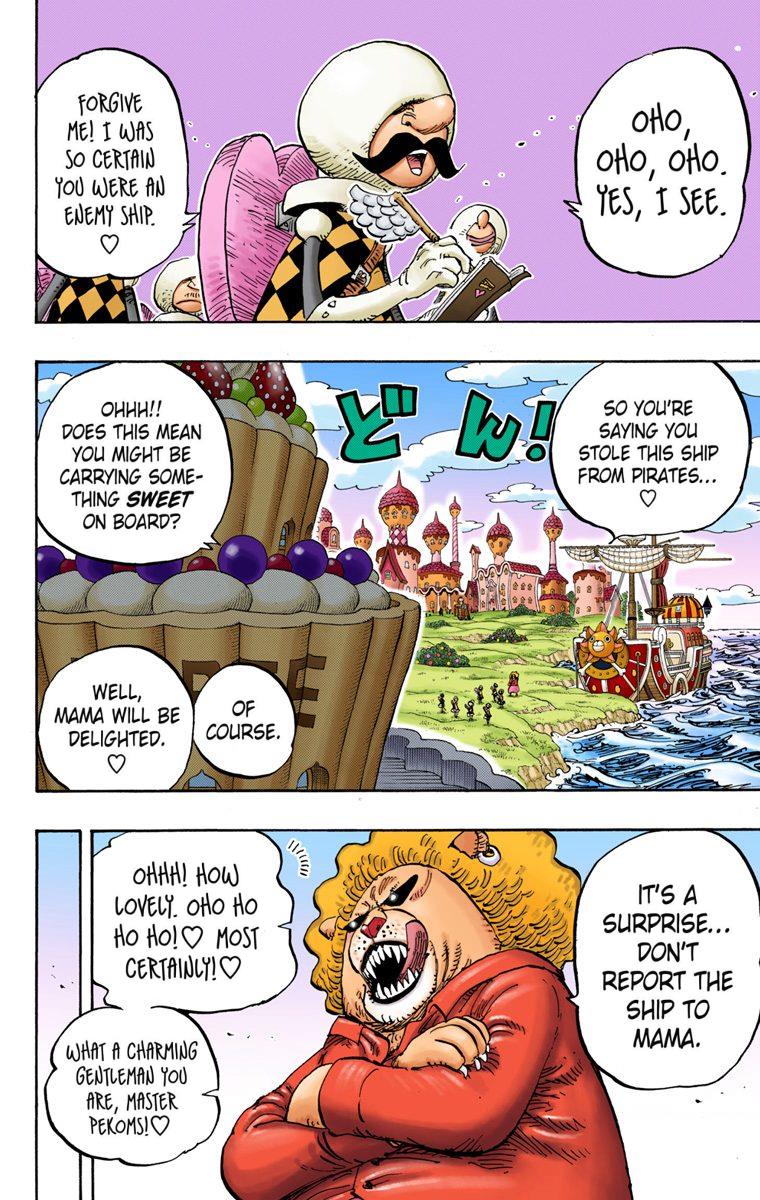 OHO,
OHO, OHO.
YES, I SEE.
FORGIVE
ME! I WAS
SO CERTAIN
YOU WERE AN
ENEMY SHIP.
♡
SO YOU'RE
SAYING YOU
STOLE THIS SHIP
FROM PIRATES...
♡
どん!
OHHH!!
DOES THIS MEAN
YOU MIGHT BE
CARRYING SOME-
THING SWEET
ON BOARD?
OF
COURSE.
WELL,
MAMA WILL BE
DELIGHTED.
♡
IT'S A
SURPRISE...
DON'T
REPORT THE
SHIP TO
MAMA.
OHHH! HOW
LOVELY. OHO HO
HO HO!♡ MOST
CERTAINLY!♡
WHAT A CHARMING
GENTLEMAN YOU
ARE, MASTER
PEKOMS!♡